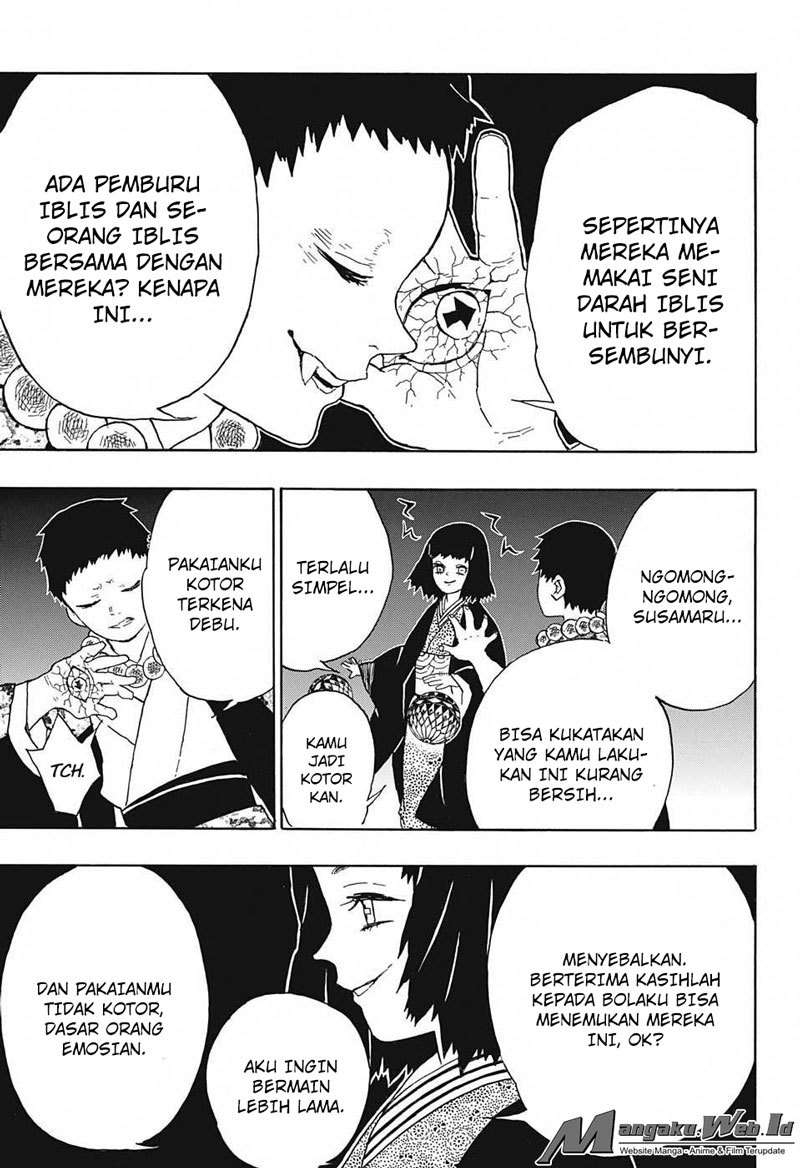 SEPERTINYA
MEREKA ME-
MAKAI SENI
DARAH IBLIS
UNTUK BER-
SEMBUNYI.
ADA PEMBURU
IBLIS DAN SE-
ORANG IBLIS
BERSAMA DENGAN
MEREKA? KENAPA
INI...
NGOMONG-
NGOMONG,
SUSAMARU...
BISA KUKATAKAN
YANG KAMU LAKU-
KAN INI KURANG
BERSIH...
TERLALU
SIMPEL...
KAMU
JADI
KOTOR
KAN.
PAKAIANKU
KOTOR
TERKENA
DEBU.
TCH.
MENYEBALKAN.
BERTERIMA KASIHLAH
KEPADA BOLAKU BISA
MENEMUKAN MEREKA
INI, OK?
AKU INGIN
BERMAIN
LEBIH LAMA.
DAN PAKAIANMU
TIDAK KOTOR,
DASAR ORANG
EMOSIAN.
Mangaku.Web.Id
Website Manga - Anime & Film Terupdate